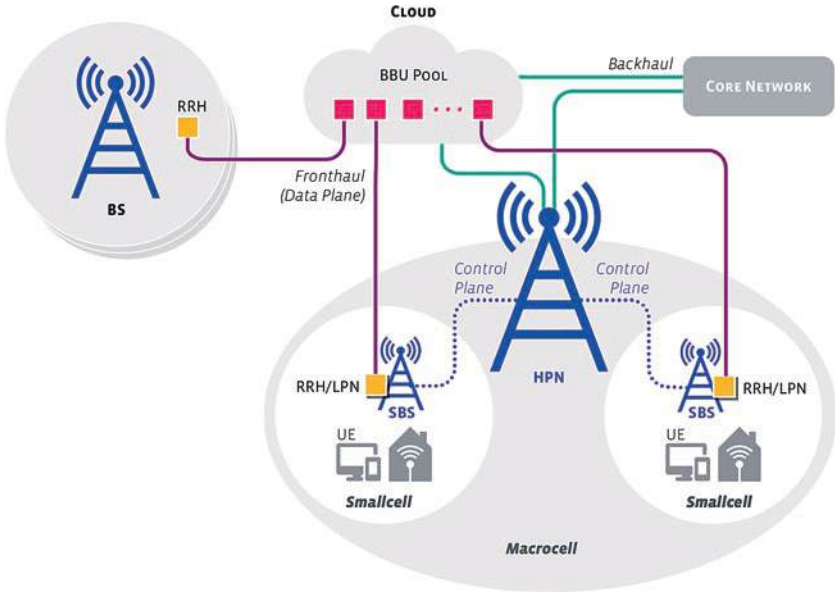 CLOUD
BBU POOL
Backhaul
CORE NETWORK
RRH
BS
Fronthaul
(Data Plane)
Control
Plane
Control
Plane
HPN
RRH/LPN
SBS
UE
Smallcell
SBS
RRH/LPN
UE
Smallcell
Macrocell